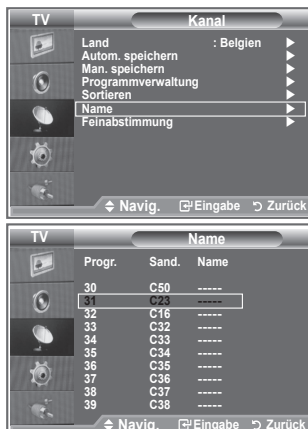 TV Kanal
Land : Belgien
Autom. speichern
Man. speichern
Programmverwaltung
Sortieren
Name
Feinabstimmung
Navig. Eingabe Zurück
TV Name
Progr. Sand. Name
30 C50 -----
31 C23 -----
32 C16 -----
33 C32 -----
34 C33 -----
35 C34 -----
36 C35 -----
37 C36 -----
38 C37 -----
39 C38 -----
Navig. Eingabe Zurück